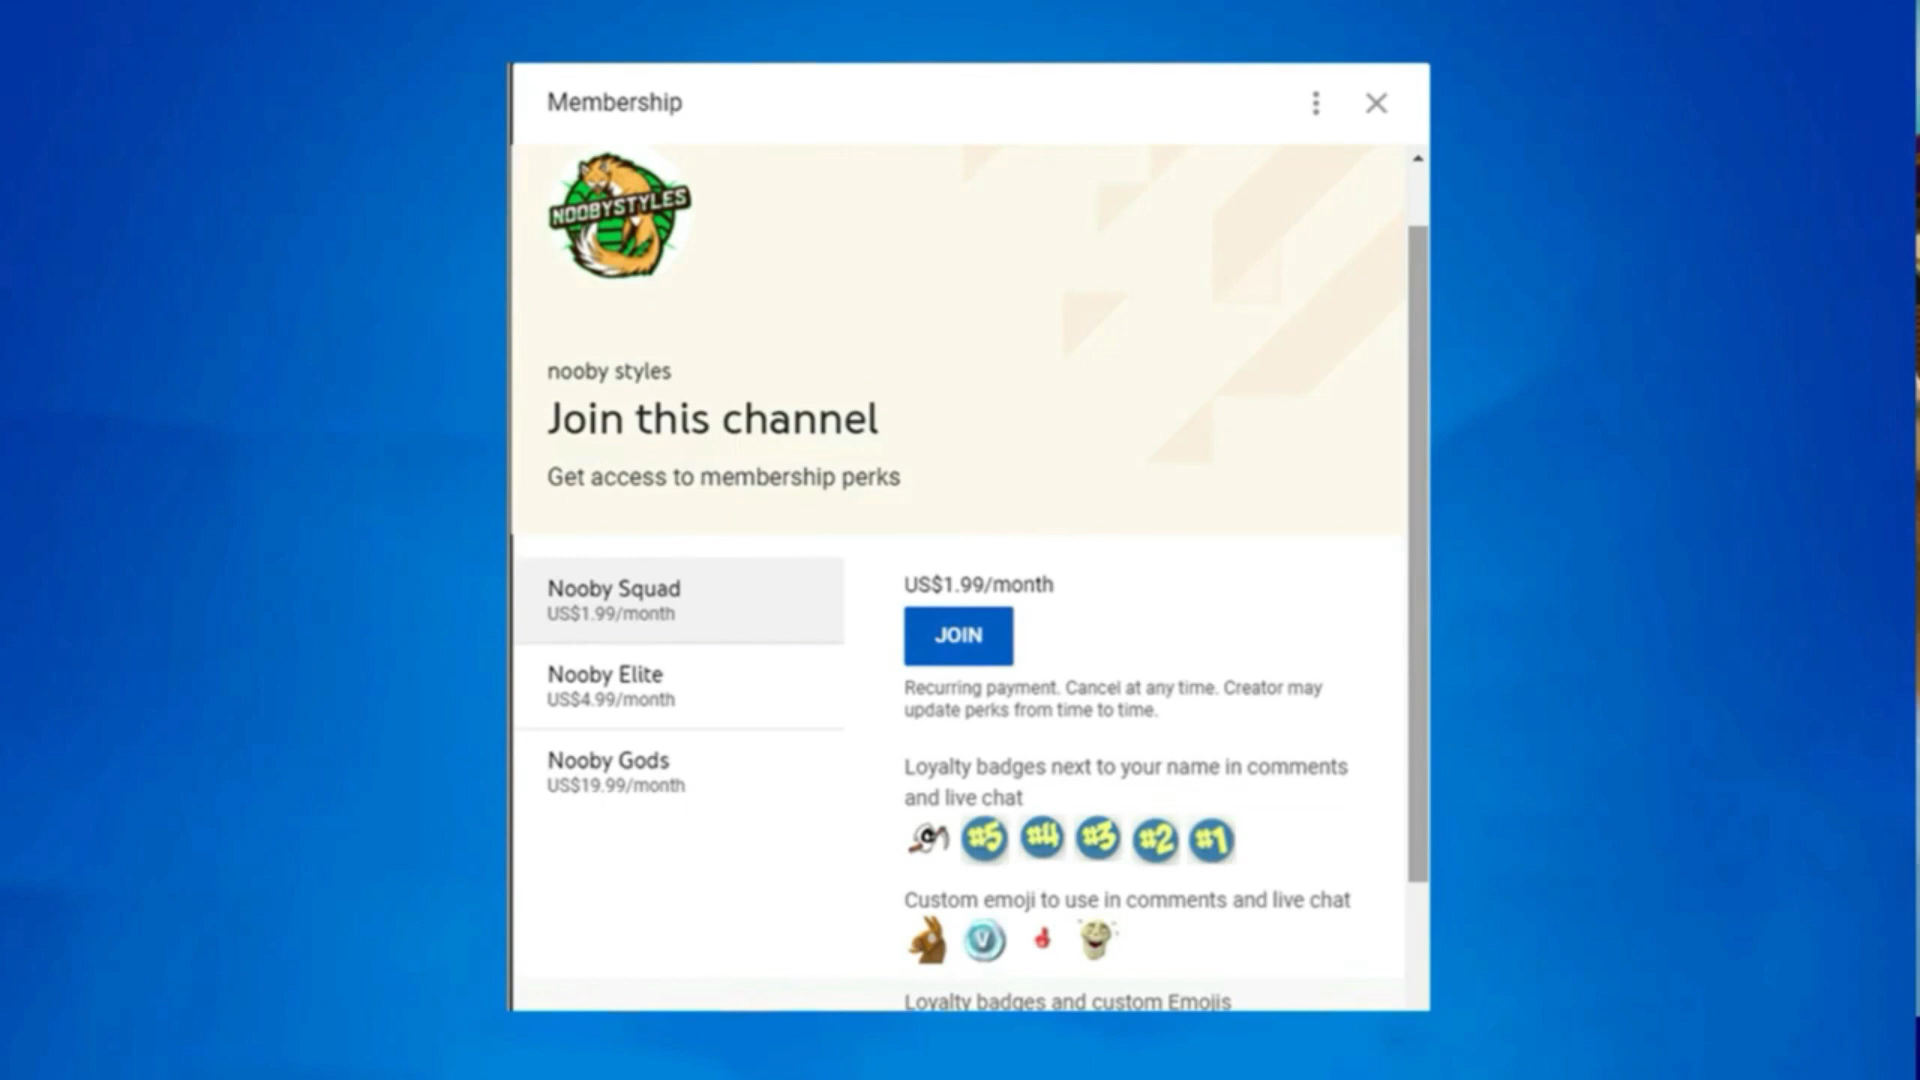 Membership
NOOBYSTYLES
nooby styles
Join this channel
Get access to membership perks
Nooby Squad
US$1.99/month
Nooby Elite
US$4.99/month
Nooby Gods
US$19.99/month
US$1.99/month
JOIN
Recurring payment. Cancel at any time. Creator may
update perks from time to time.
Loyalty badges next to your name in comments
and live chat
#5 #4 #3 #2 #1
Custom emoji to use in comments and live chat
V
Loyalty badges and custom Emojis